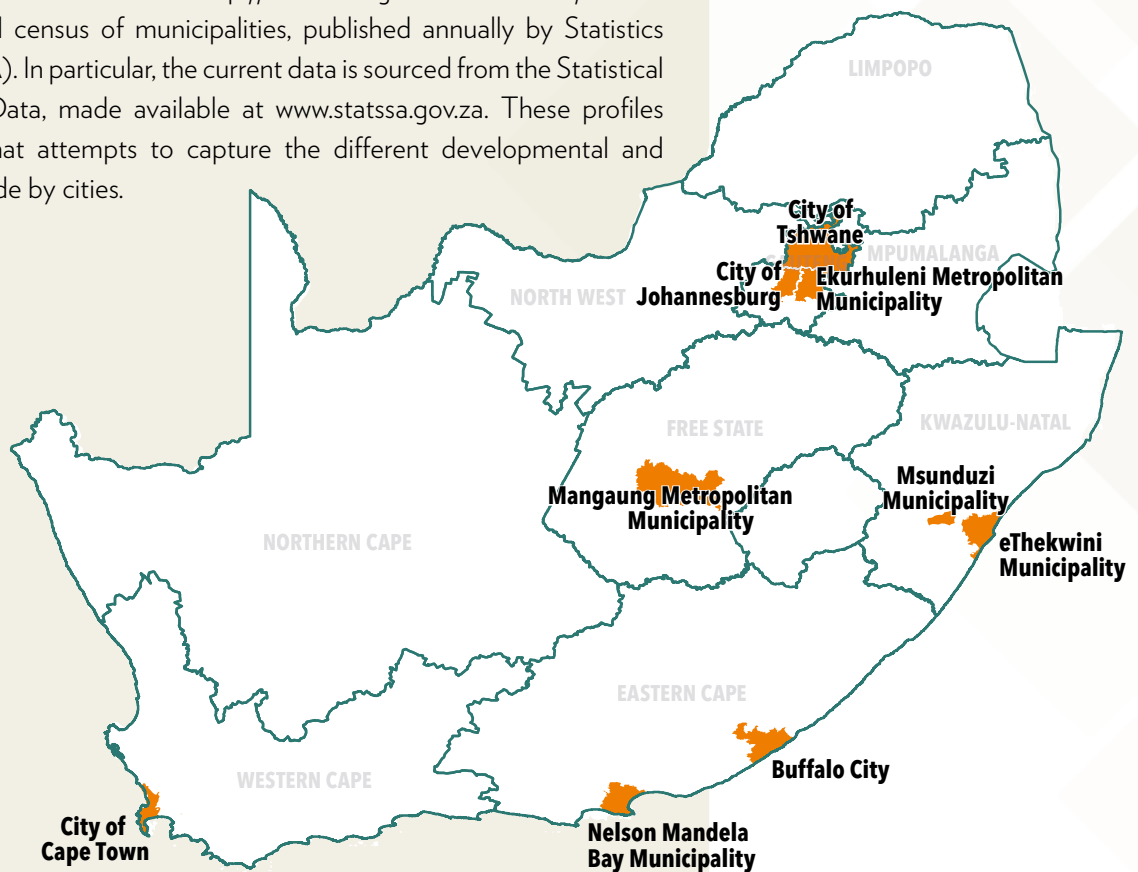 l census of municipalities, published annually by Statistics
A). In particular, the current data is sourced from the Statistical
Data, made available at www.statssa.gov.za. These profiles
hat attempts to capture the different developmental and
de by cities.
LIMPOPO
City of
Tshwane
MPUMALANGA
City of
Johannesburg
Ekurhuleni Metropolitan
Municipality
NORTH WEST
FREE STATE
KWAZULU-NATAL
Msunduzi
Municipality
Mangaung Metropolitan
Municipality
eThekwini
Municipality
NORTHERN CAPE
EASTERN CAPE
Buffalo City
WESTERN CAPE
City of
Cape Town
Nelson Mandela
Bay Municipality